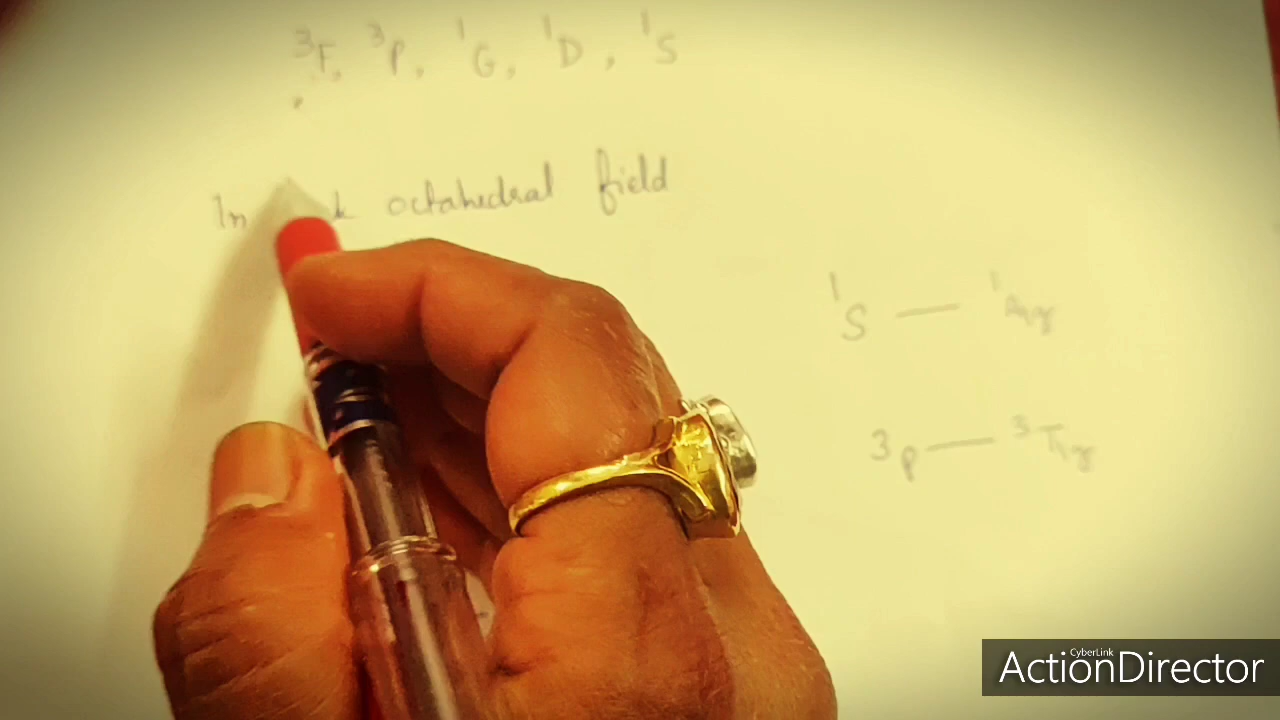 ³F, ³P, ¹G, ¹D, ¹S
In octahedral field
¹S — ¹A₁g
³P — ³T₁g
CyberLink
ActionDirector